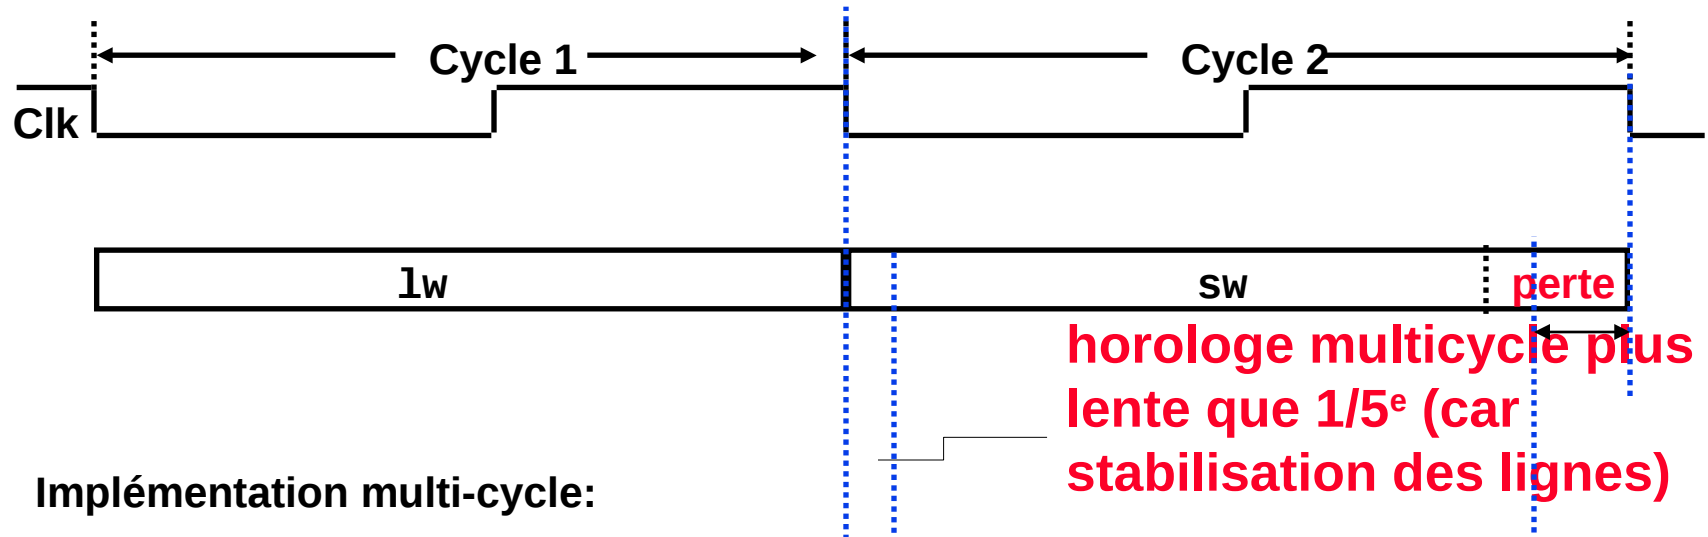 Cycle 1 Cycle 2
Clk
lw sw perte
horologe multicycle plus
lente que 1/5ᵉ (car
stabilisation des lignes)
Implémentation multi-cycle: